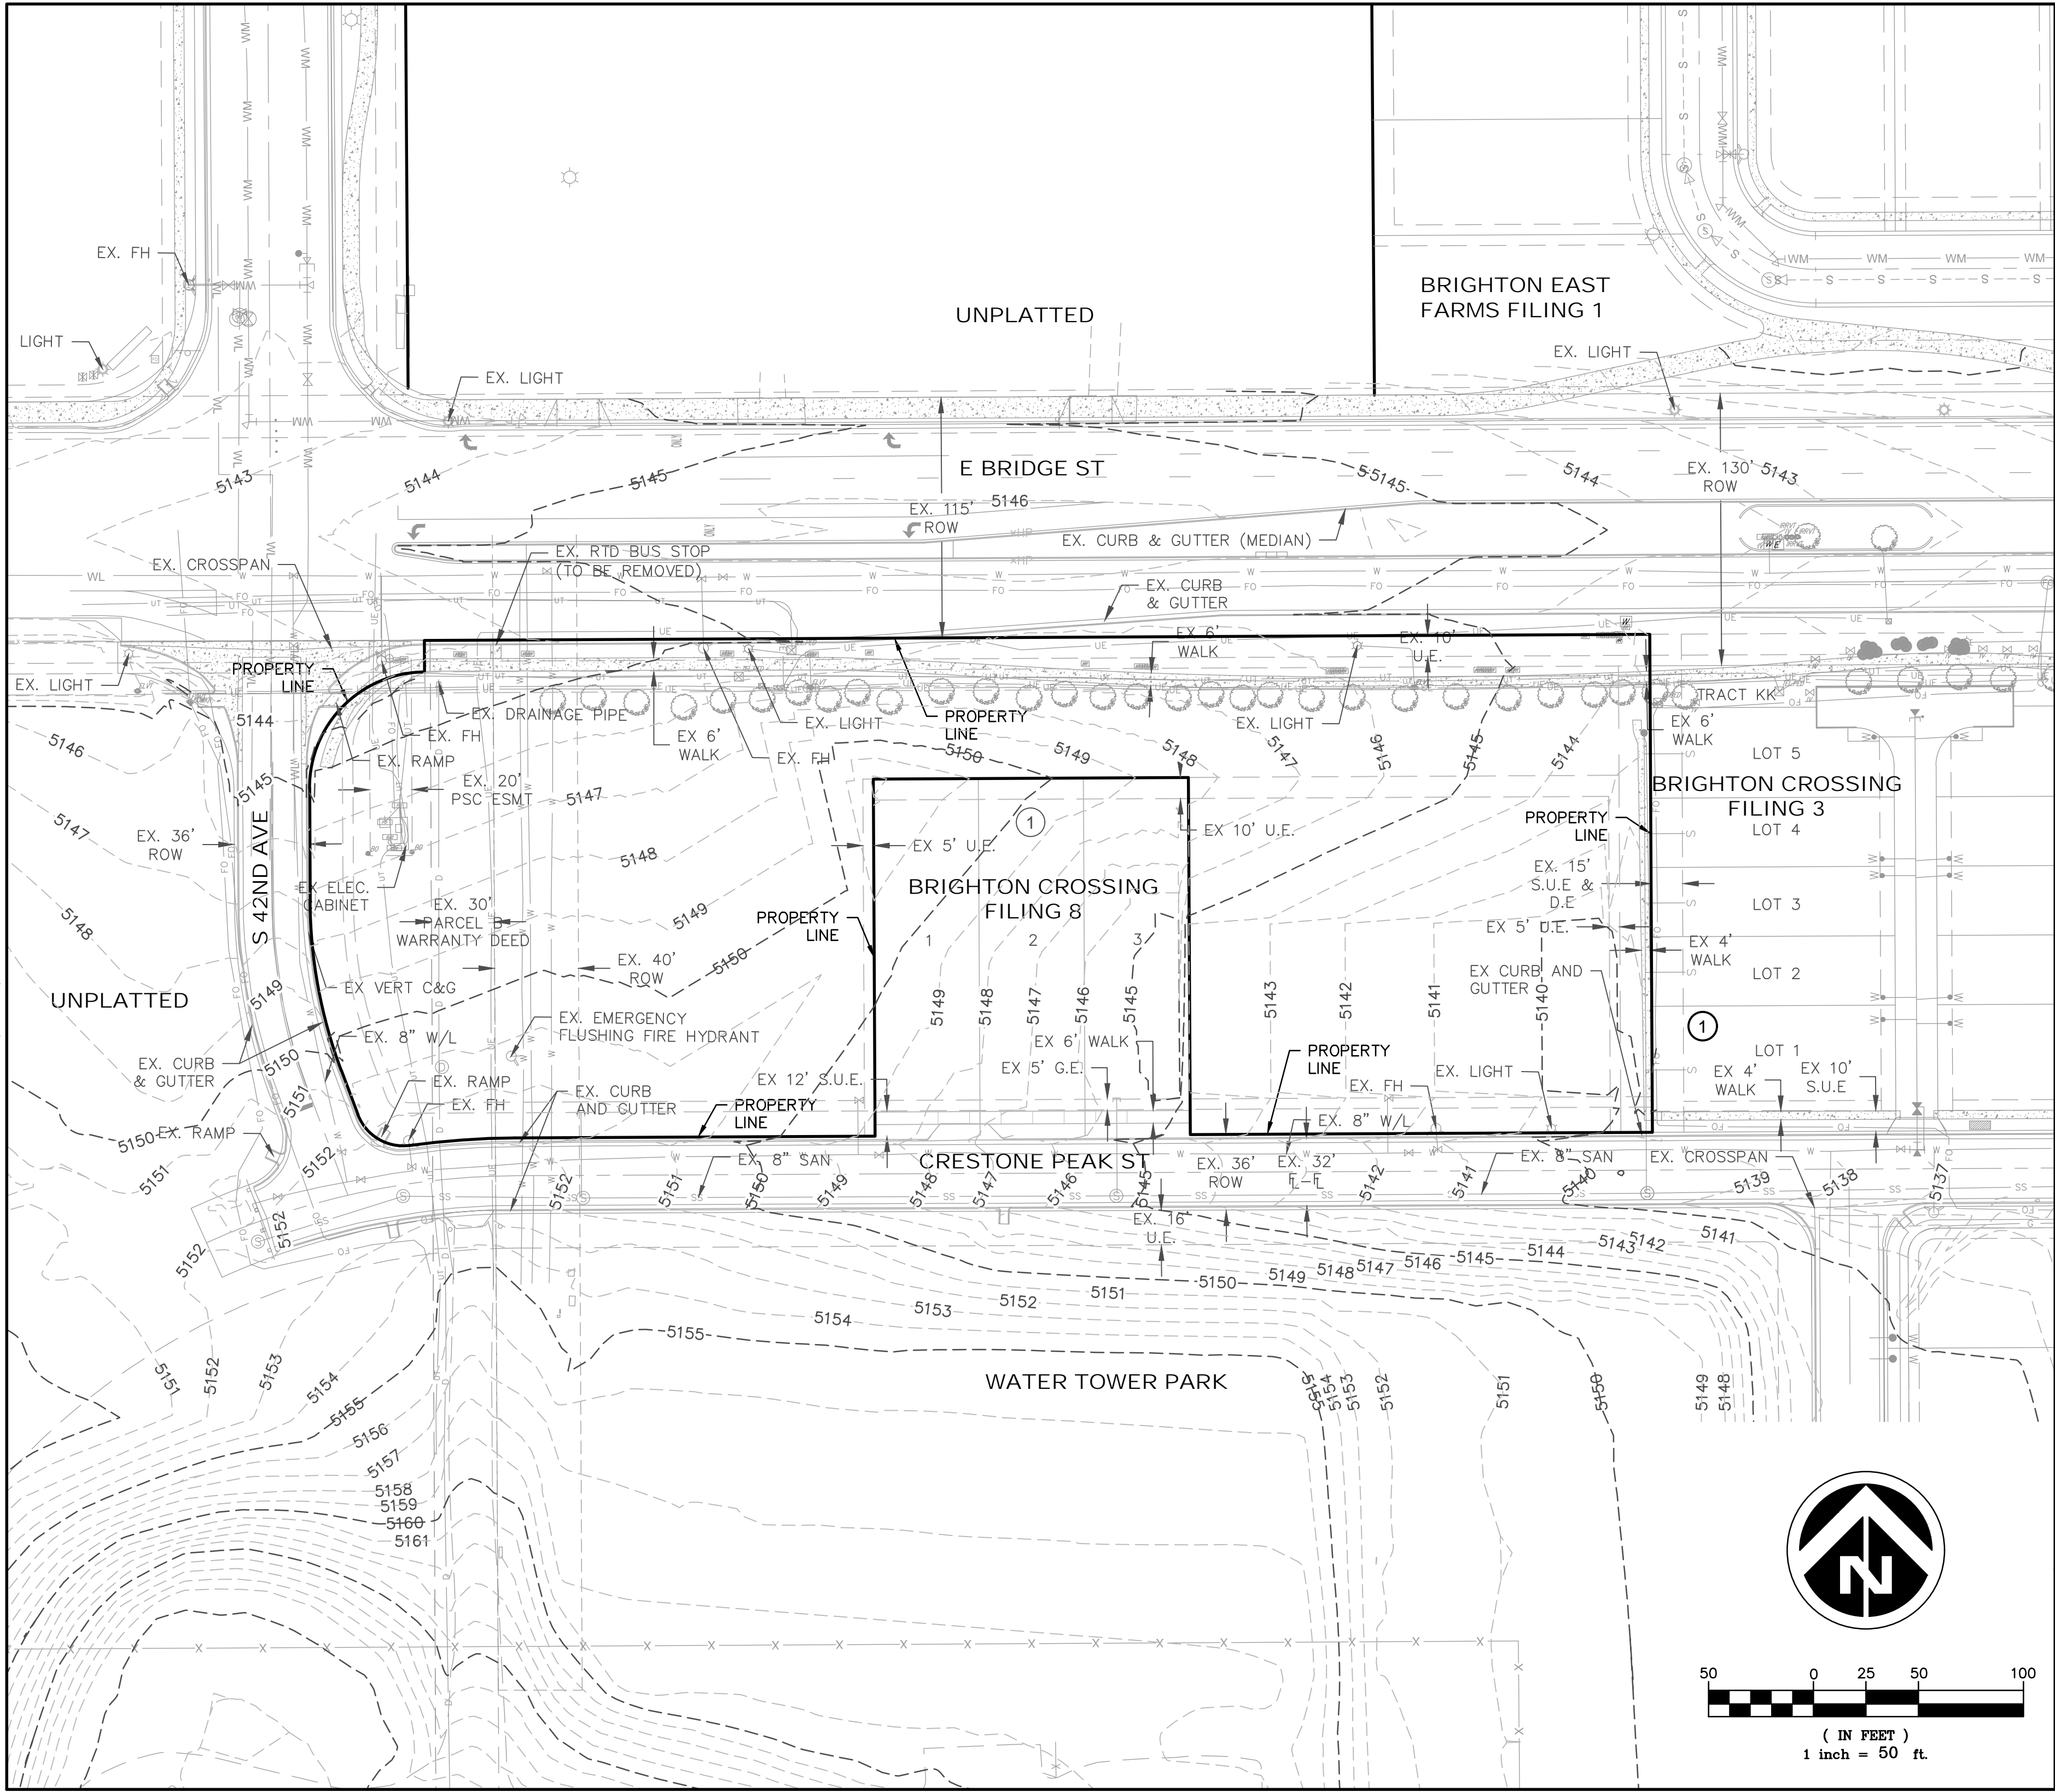 EX. FH
LIGHT
UNPLATTED
BRIGHTON EAST
FARMS FILING 1
EX. LIGHT
EX. LIGHT
WM
WM
WM
WM
S
S
S
S
S
5143
5144
5145
E BRIDGE ST
5146
EX. 115'
ROW
5145
5144
EX. 130'
ROW
5143
EX. CURB & GUTTER (MEDIAN)
EX. RTD BUS STOP
(TO BE REMOVED)
EX. CROSSPAN
EX. CURB
& GUTTER
WL
W
W
FO
FO
UT
UT
UE
UE
EX. 6'
WALK
EX. 10'
U.E.
PROPERTY
LINE
EX. LIGHT
5144
EX. DRAINAGE PIPE
EX. FH
EX. RAMP
EX 6'
WALK
EX. LIGHT
EX. FH
PROPERTY
LINE
EX. LIGHT
TRACT KK
EX 6'
WALK
5146
5145
5147
5148
5150
5149
5148
5147
5146
5145
5144
EX. 20'
PSC ESMT
5147
LOT 5
BRIGHTON CROSSING
FILING 3
LOT 4
EX. 36'
ROW
S 42ND AVE
5148
EX 5' U.E.
1
EX 10' U.E.
PROPERTY
LINE
EX ELEC.
CABINET
EX. 30'
PARCEL B
WARRANTY DEED
5149
PROPERTY
LINE
BRIGHTON CROSSING
FILING 8
1
2
3
EX. 15'
S.U.E &
D.E
LOT 3
EX 5' U.E.
EX 4'
WALK
5150
EX. 40'
ROW
EX CURB AND
GUTTER
LOT 2
UNPLATTED
5149
EX VERT C&G
5149
5148
5147
5146
5145
5143
5142
5141
5140
EX. EMERGENCY
FLUSHING FIRE HYDRANT
EX. 8" W/L
EX 6' WALK
1
LOT 1
EX. CURB
& GUTTER
5150
EX 5' G.E.
PROPERTY
LINE
EX. RAMP
EX. FH
EX. CURB
AND GUTTER
EX 12' S.U.E.
EX. FH
EX. LIGHT
EX 4'
WALK
EX 10'
S.U.E
5151
PROPERTY
LINE
EX. 8" W/L
5150
EX. RAMP
5152
5151
EX. 8" SAN
CRESTONE PEAK ST
EX. 36'
ROW
EX. 32'
FL-FL
EX. 8" SAN
EX. CROSSPAN
5152
5151
5150
5149
5148
5147
5146
5145
5142
5141
5140
5139
5138
5137
5152
5152
EX. 16'
U.E.
5155
5154
5153
5152
5151
5150
5149
5148
5147
5146
5145
5144
5143
5142
5141
WATER TOWER PARK
5151
5152
5153
5154
5155
5156
5157
5158
5159
5160
5161
5155
5154
5153
5152
5151
5150
5149
5148
N
50
0
25
50
100
( IN FEET )
1 inch = 50 ft.